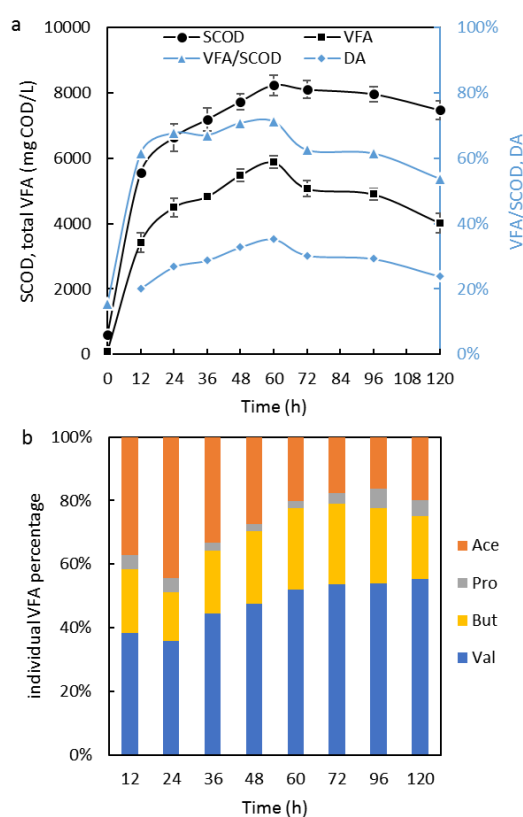 a
SCOD VFA
VFA/SCOD DA
10000
8000
6000
4000
2000
0
SCOD, total VFA (mg COD/L)
100%
80%
60%
40%
20%
0%
VFA/SCOD, DA
0 12 24 36 48 60 72 84 96 108 120
Time (h)
b
100%
80%
60%
40%
20%
0%
individual VFA percentage
Ace
Pro
But
Val
12 24 36 48 60 72 96 120
Time (h)